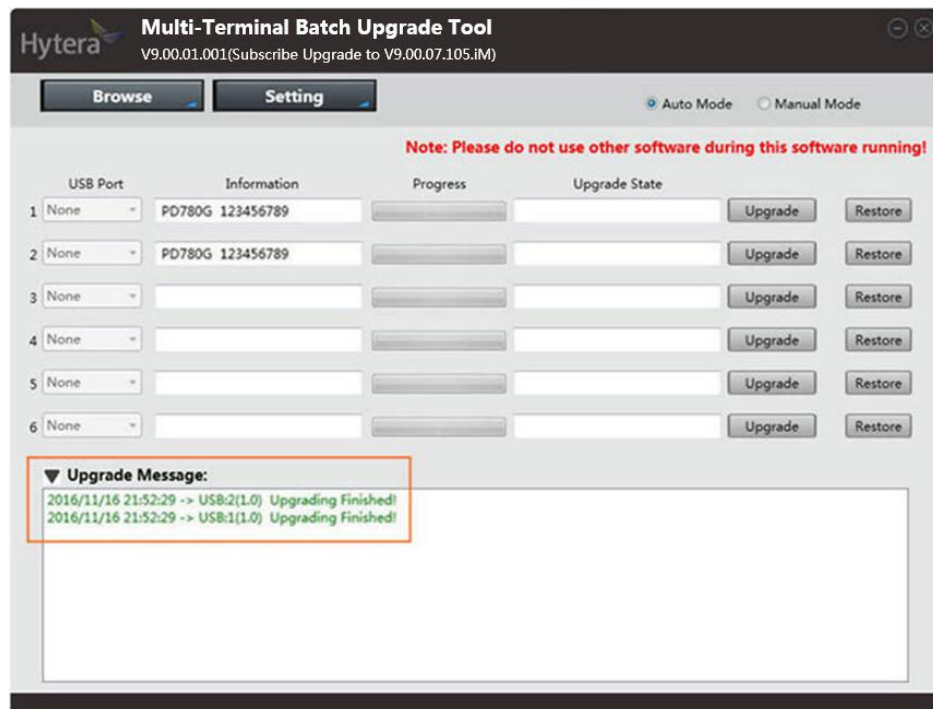 Hytera
Multi-Terminal Batch Upgrade Tool
V9.00.01.001(Subscribe Upgrade to V9.00.07.105.iM)
Browse Setting Auto Mode Manual Mode
Note: Please do not use other software during this software running!
USB Port Information Progress Upgrade State
1 None PD780G 123456789 Upgrade Restore
2 None PD780G 123456789 Upgrade Restore
3 None Upgrade Restore
4 None Upgrade Restore
5 None Upgrade Restore
6 None Upgrade Restore
Upgrade Message:
2016/11/16 21:52:29 -> USB:2(1.0) Upgrading Finished!
2016/11/16 21:52:29 -> USB:1(1.0) Upgrading Finished!